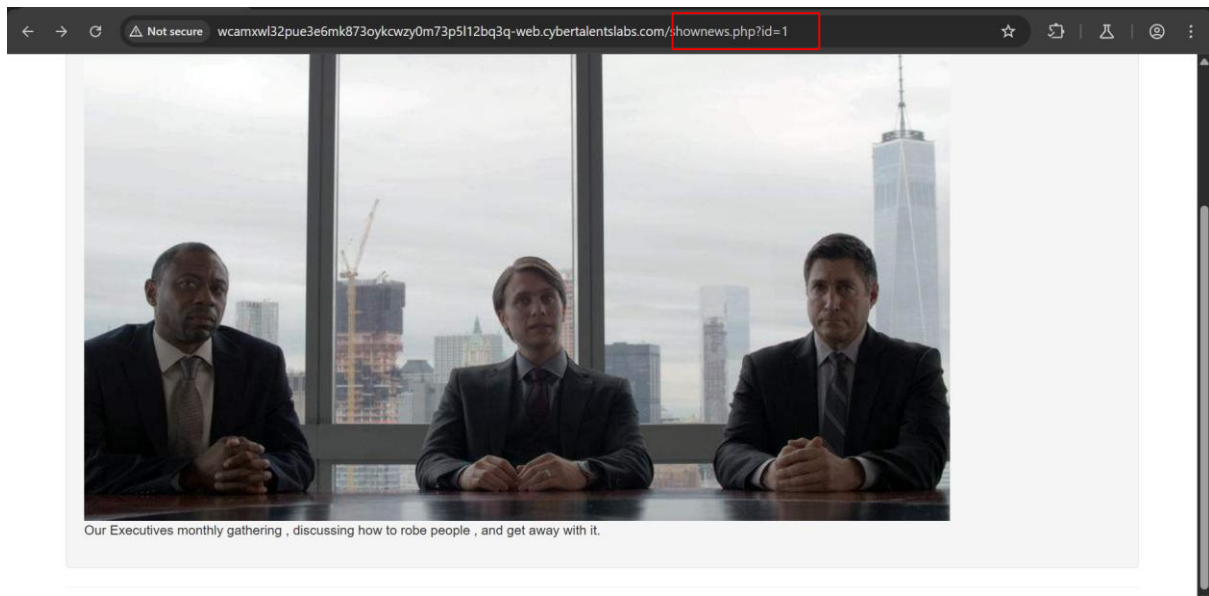 Not secure wcamxwl32pue3e6mk873oykcwzy0m73p5l12bq3q-web.cybertalentslabs.com/shownews.php?id=1
Our Executives monthly gathering , discussing how to robe people , and get away with it.